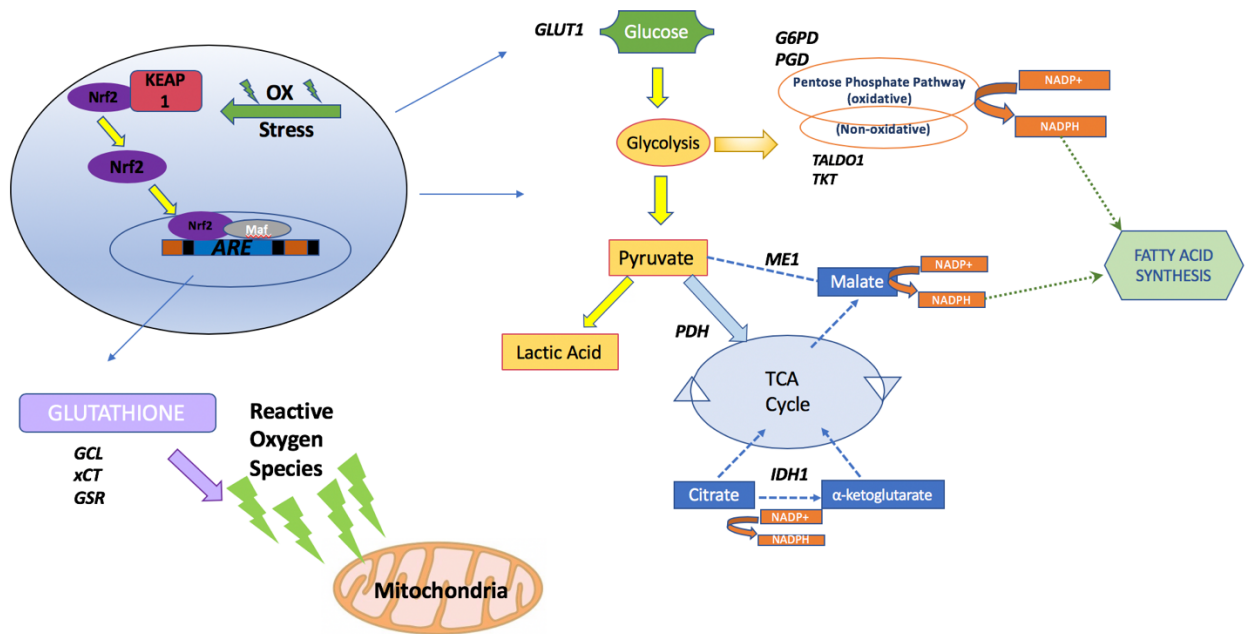 GLUT1
Glucose
G6PD
PGD
Pentose Phosphate Pathway
(oxidative)
(Non-oxidative)
NADP+
NADPH
TALDO1
TKT
KEAP
1
Nrf2
OX
Stress
Nrf2
Nrf2
Maf
ARE
Glycolysis
Pyruvate
ME1
Malate
NADP+
NADPH
FATTY ACID
SYNTHESIS
Lactic Acid
PDH
TCA
Cycle
GLUTATHIONE
GCL
xCT
GSR
Reactive
Oxygen
Species
IDH1
Citrate
α-ketoglutarate
NADP+
NADPH
Mitochondria